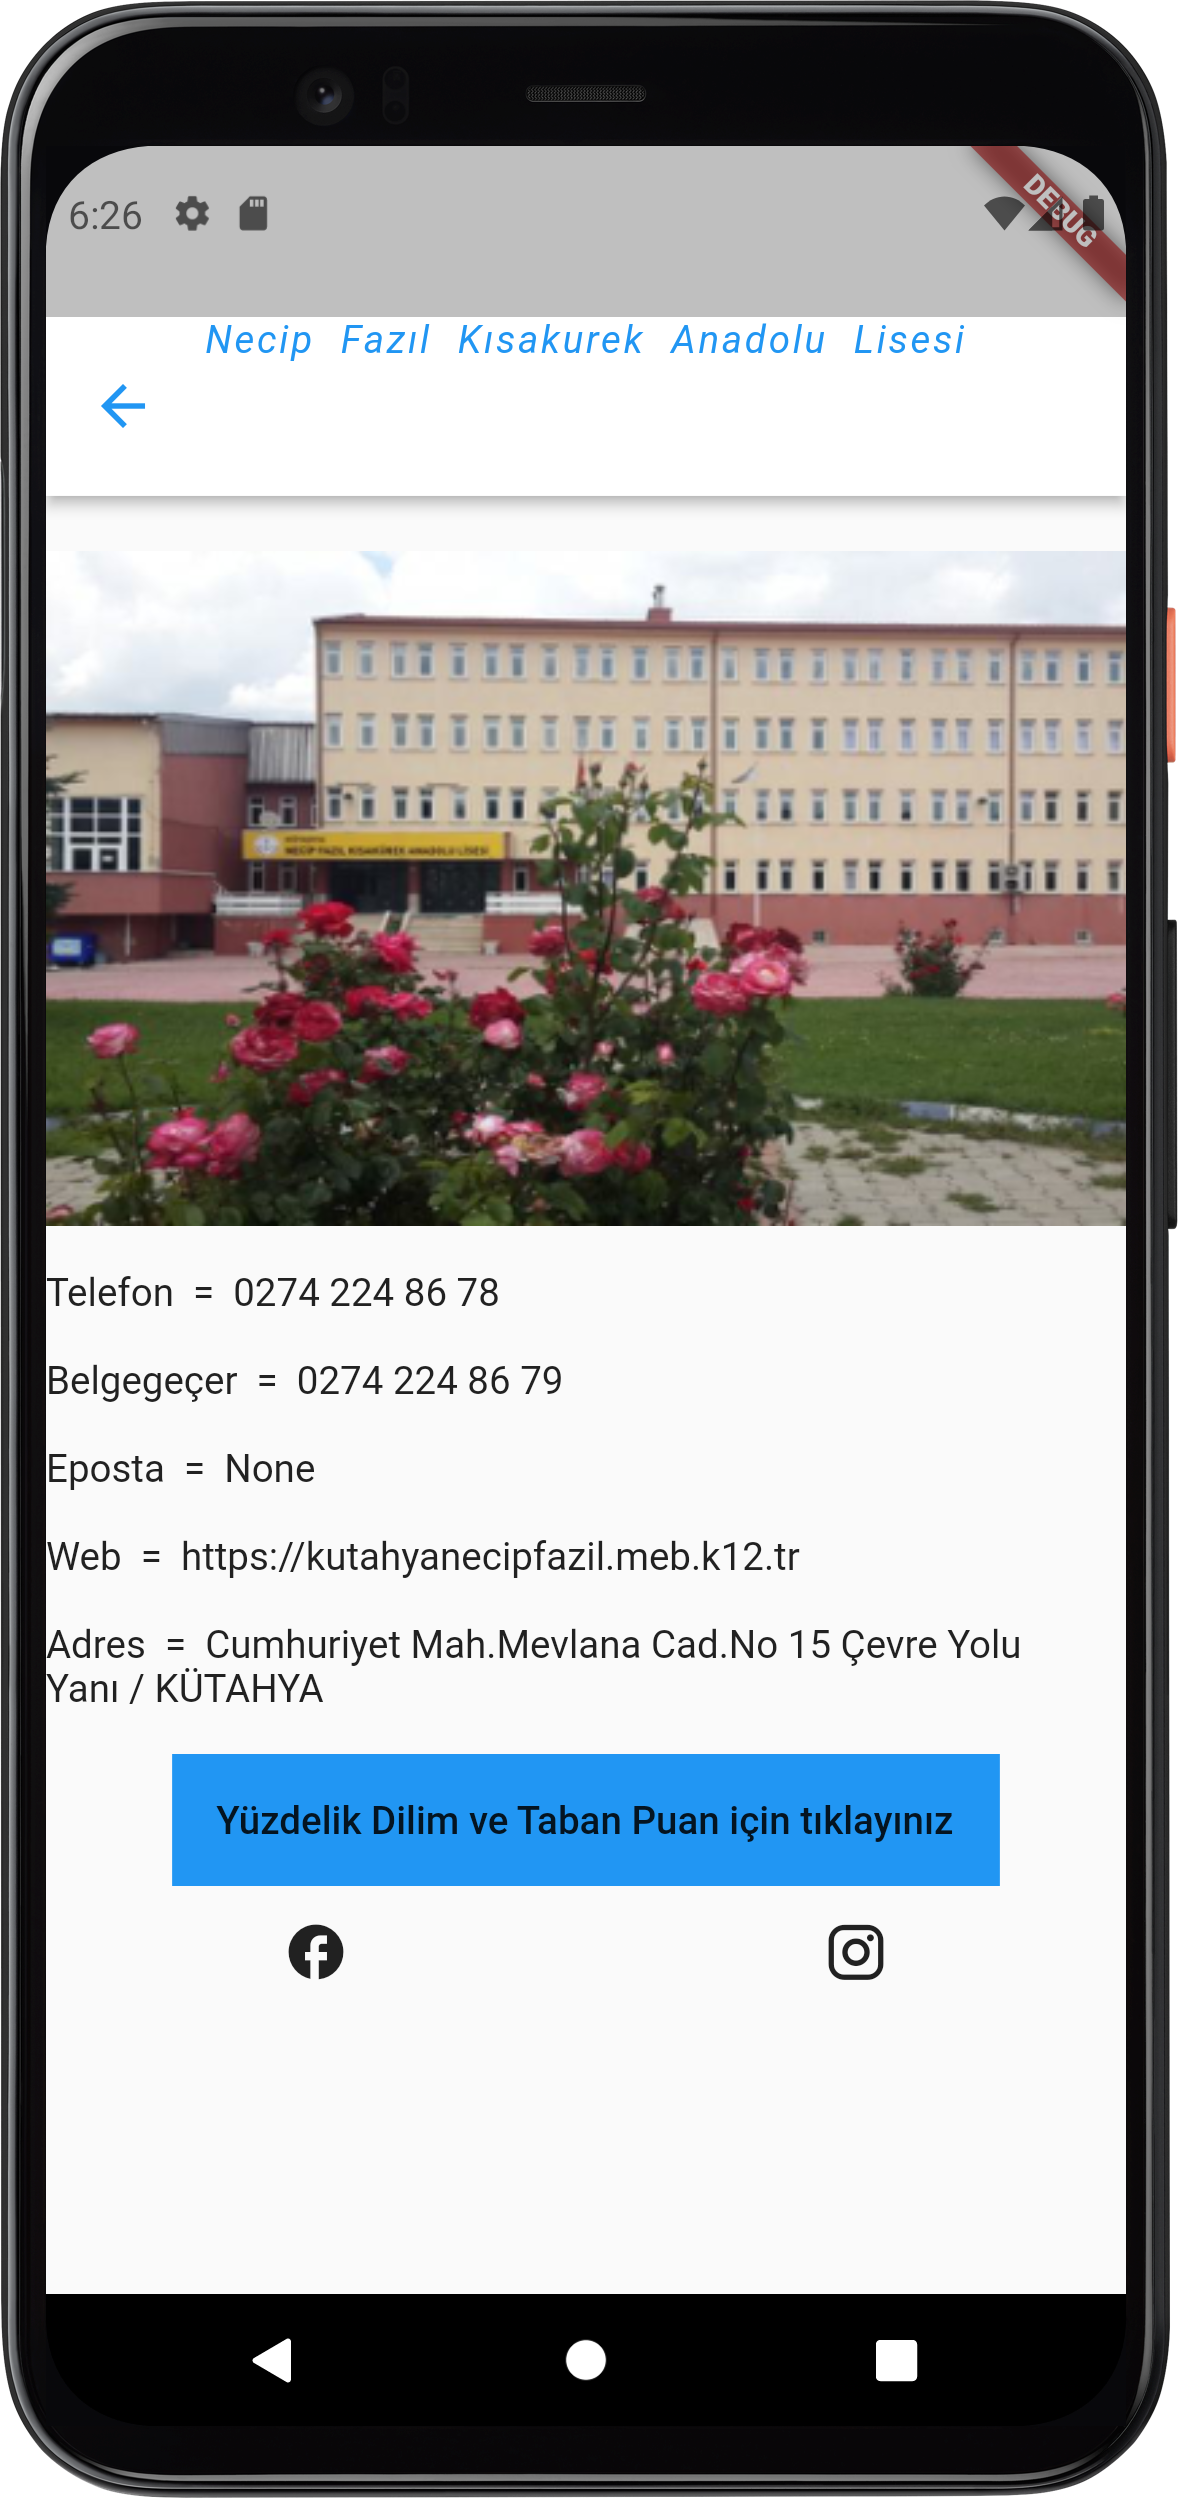 6:26
DEBUG
Necip Fazıl Kısakurek Anadolu Lisesi
NECİP FAZIL KISAKÜREK ANADOLU LİSESİ
Telefon = 0274 224 86 78
Belgegeçer = 0274 224 86 79
Eposta = None
Web = https://kutahyanecipfazil.meb.k12.tr
Adres = Cumhuriyet Mah.Mevlana Cad.No 15 Çevre Yolu
Yanı / KÜTAHYA
Yüzdelik Dilim ve Taban Puan için tıklayınız